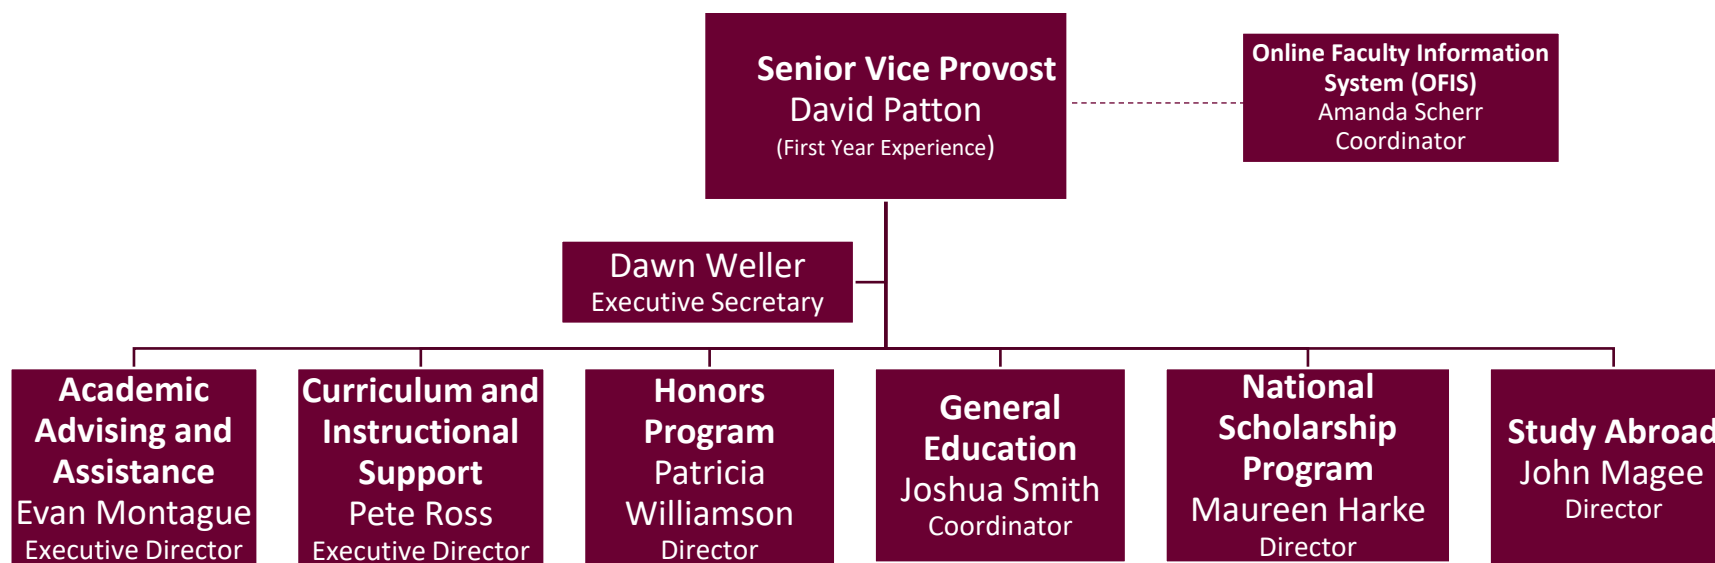 Senior Vice Provost
David Patton
(First Year Experience)
Online Faculty Information
System (OFIS)
Amanda Scherr
Coordinator
Dawn Weller
Executive Secretary
Academic
Advising and
Assistance
Evan Montague
Executive Director
Curriculum and
Instructional
Support
Pete Ross
Executive Director
Honors
Program
Patricia
Williamson
Director
General
Education
Joshua Smith
Coordinator
National
Scholarship
Program
Maureen Harke
Director
Study Abroad
John Magee
Director